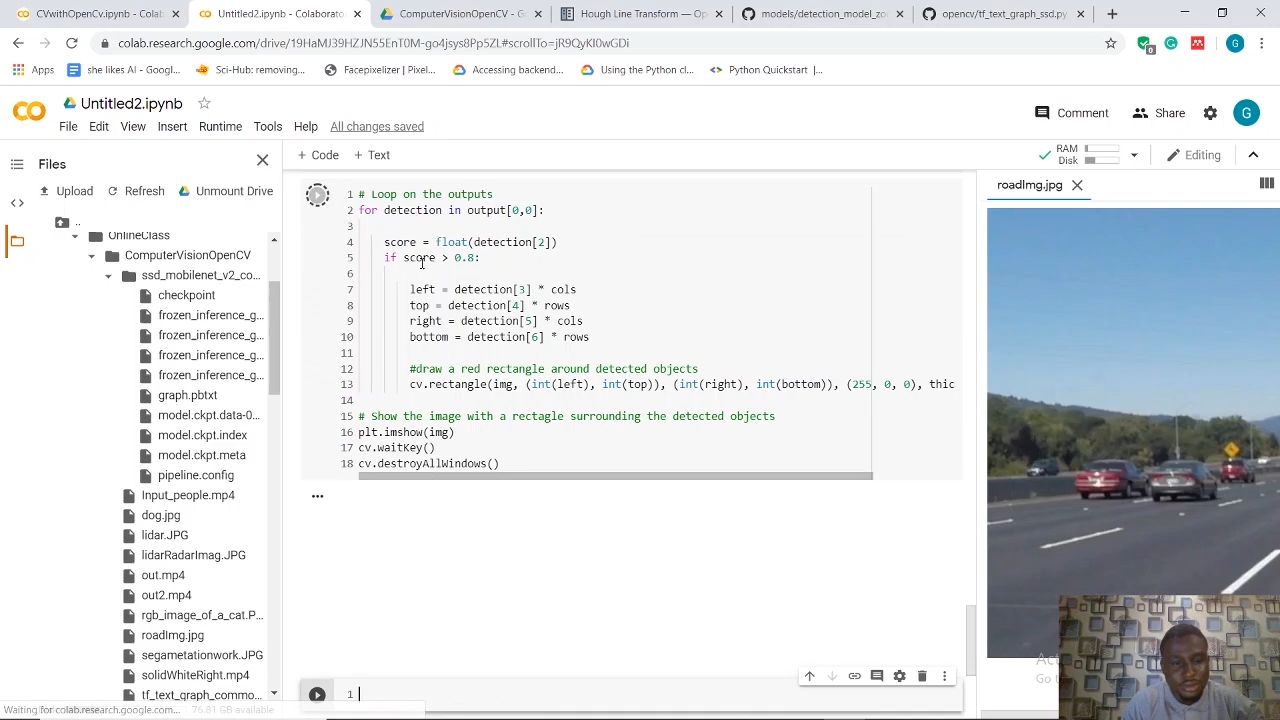 CVwithOpenCv.ipynb - Colabora
Untitled2.ipynb - Colaborator
ComputerVisionOpenCV - G
Hough Line Transform — Op
models/detection_model_zo
opencv/tf_text_graph_ssd.py
colab.research.google.com/drive/19HaMJ39HZJN55EnT0M-go4jsys8Pp5Zx#scrollTo=jR9QyKI0wGDi
Apps
she likes AI - Googl...
Sci-Hub: removing...
Facepixelizer | Pixel...
Accessing backend...
Using the Python cl...
Python Quickstart |...
Untitled2.ipynb
File Edit View Insert Runtime Tools Help All changes saved
Comment
Share
G
+ Code + Text
RAM
Disk
Editing
Files
Upload Refresh Unmount Drive
..
OnlineClass
ComputerVisionOpenCV
ssd_mobilenet_v2_co...
checkpoint
frozen_inference_g...
frozen_inference_g...
frozen_inference_g...
frozen_inference_g...
graph.pbtxt
model.ckpt.data-0...
model.ckpt.index
model.ckpt.meta
pipeline.config
Input_people.mp4
dog.jpg
lidar.JPG
lidarRadarImag.JPG
out.mp4
out2.mp4
rgb_image_of_a_cat.P...
roadImg.jpg
segametationwork.JPG
solidWhiteRight.mp4
tf_text_graph_commo...
Waiting for colab.research.google.com...
76.81 GB available
1 # Loop on the outputs
2 for detection in output[0,0]:
3
4 score = float(detection[2])
5 if score > 0.8:
6
7 left = detection[3] * cols
8 top = detection[4] * rows
9 right = detection[5] * cols
10 bottom = detection[6] * rows
11
12 #draw a red rectangle around detected objects
13 cv.rectangle(img, (int(left), int(top)), (int(right), int(bottom)), (255, 0, 0), thic
14
15 # Show the image with a rectagle surrounding the detected objects
16 plt.imshow(img)
17 cv.waitKey()
18 cv.destroyAllWindows()
1
roadImg.jpg
Go t